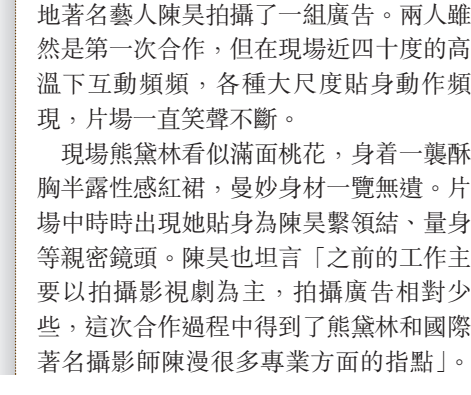 地著名藝人陳昊拍攝了一組廣告。兩人雖
然是第一次合作，但在現場近四十度的高
溫下互動頻頻，各種大尺度貼身動作頻
現，片場一直笑聲不斷。
現場熊黛林看似滿面桃花，身着一襲酥
胸半露性感紅裙，曼妙身材一覽無遺。片
場中時時出現她貼身為陳昊繫領結、量身
等親密鏡頭。陳昊也坦言「之前的工作主
要以拍攝影視劇為主，拍攝廣告相對少
些，這次合作過程中得到了熊黛林和國際
著名攝影師陳漫很多專業方面的指點」。